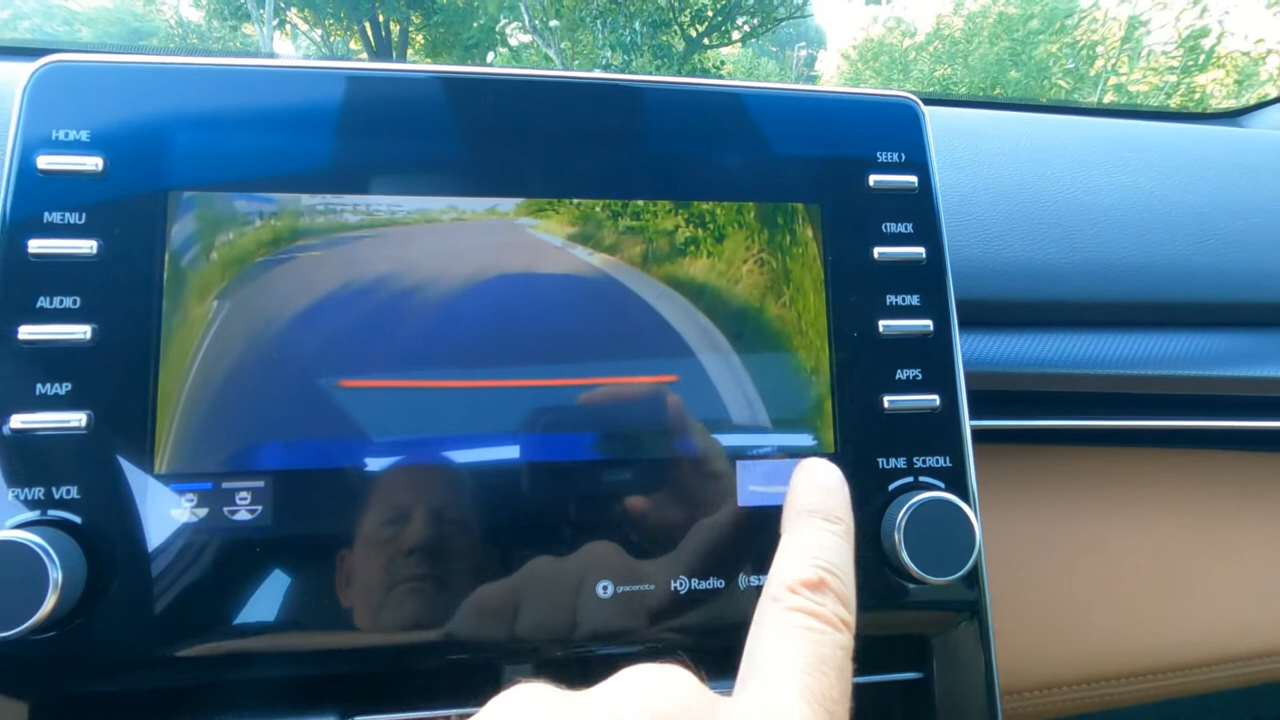 HOME
MENU
AUDIO
MAP
PWR VOL
SEEK >
< TRACK
PHONE
APPS
TUNE SCROLL
gracenote
HD Radio